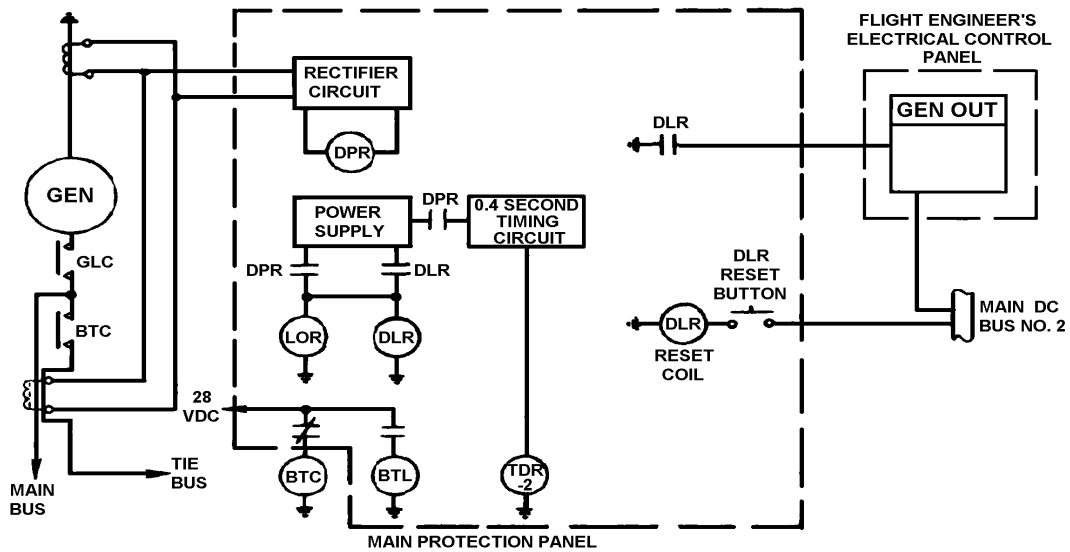 FLIGHT ENGINEER'S
ELECTRICAL CONTROL
PANEL
GEN OUT
RECTIFIER
CIRCUIT
DPR
DLR
GEN
POWER
SUPPLY
DPR
0.4 SECOND
TIMING
CIRCUIT
GLC
DPR
DLR
DLR
RESET
BUTTON
MAIN DC
BUS NO. 2
BTC
LOR
DLR
DLR
RESET
COIL
28
VDC
TIE
BUS
BTC
BTL
TDR
-2
MAIN
BUS
MAIN PROTECTION PANEL